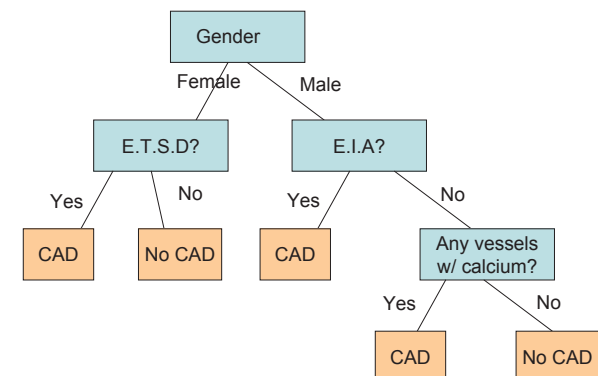 Gender
Female
Male
E.T.S.D?
E.I.A?
Yes
No
Yes
No
CAD
No CAD
CAD
Any vessels
w/ calcium?
Yes
No
CAD
No CAD